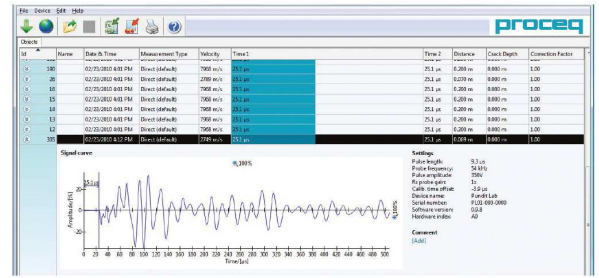 File Device Edit Help
proceq
Objects
Id Name Date & Time Measurement Type Velocity Time 1 Time 2 Distance Crack Depth Correction Factor
190 02/23/2010 4:01 PM Direct (default) 7968 m/s 25.1 µs 25.1 µs 0.200 m 0.000 m 1.00
26 02/23/2010 4:01 PM Direct (default) 2789 m/s 25.1 µs 25.1 µs 0.070 m 0.000 m 1.00
16 02/23/2010 4:01 PM Direct (default) 7968 m/s 25.1 µs 25.1 µs 0.200 m 0.000 m 1.00
15 02/23/2010 4:01 PM Direct (default) 7968 m/s 25.1 µs 25.1 µs 0.200 m 0.000 m 1.00
14 02/23/2010 4:01 PM Direct (default) 7968 m/s 25.1 µs 25.1 µs 0.200 m 0.000 m 1.00
13 02/23/2010 4:01 PM Direct (default) 7968 m/s 25.1 µs 25.1 µs 0.200 m 0.000 m 1.00
12 02/23/2010 4:01 PM Direct (default) 7968 m/s 25.1 µs 25.1 µs 0.200 m 0.000 m 1.00
305 02/23/2010 4:12 PM Direct (default) 2749 m/s 25.1 µs 25.1 µs 0.069 m 0.000 m 1.00
Signal curve
100%
25.1 µs
Amplitude [%]
20
0
-20
100%
0 20 40 60 80 100 120 140 160 180 200 220 240 260 280 300 320 340 360 380 400 420 440 460 480 500
Time [µs]
Settings
Pulse length: 9.3 µs
Pulse frequency: 54 kHz
Pulse amplitude: 350V
Rx probe gain: 1x
Calib. time offset: -3.9 µs
Device name: Pundit Lab
Serial number: PL01-000-0000
Software version: 0.9.8
Hardware index: A0
Comment
[Add]